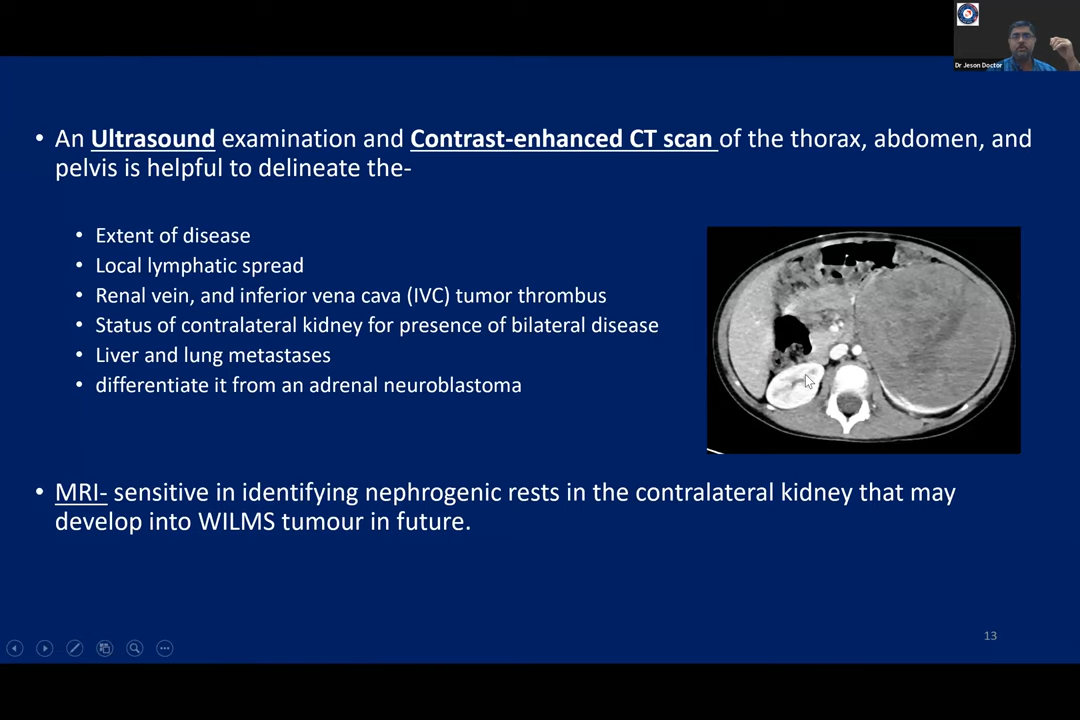 Dr Jeson Doctor
• An Ultrasound examination and Contrast-enhanced CT scan of the thorax, abdomen, and
pelvis is helpful to delineate the-
• Extent of disease
• Local lymphatic spread
• Renal vein, and inferior vena cava (IVC) tumor thrombus
• Status of contralateral kidney for presence of bilateral disease
• Liver and lung metastases
• differentiate it from an adrenal neuroblastoma
• MRI- sensitive in identifying nephrogenic rests in the contralateral kidney that may
develop into WILMS tumour in future.
13